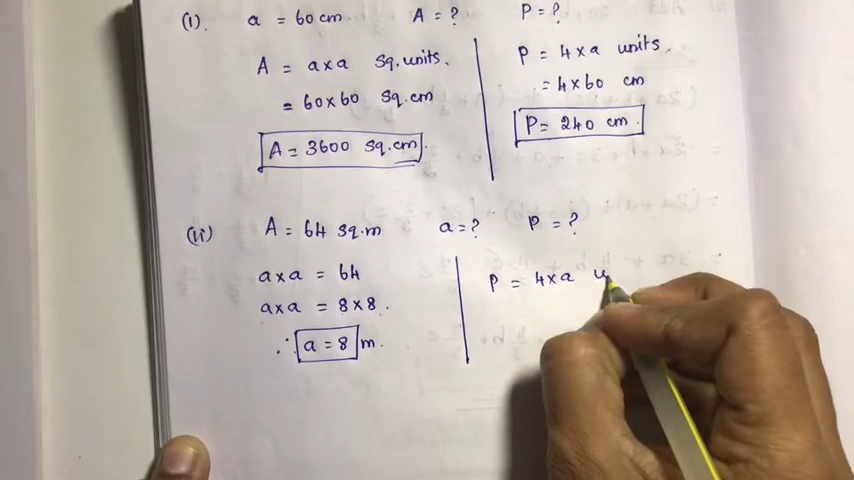 (i). a = 60 cm. A = ? P = ?
A = a×a Sq.units.
= 60×60 Sq.cm
A = 3600 Sq.cm.
P = 4×a units.
= 4×60 cm
P = 240 cm.
(ii) A = 64 Sq.m a = ? P = ?
a×a = 64
a×a = 8×8.
∴ a = 8 m.
P = 4×a u